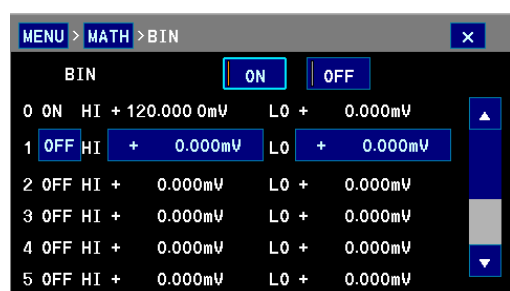 MENU > MATH >BIN ×
BIN ON OFF
0 ON HI + 120.000 0mV LO + 0.000mV
1 OFF HI + 0.000mV LO + 0.000mV
2 OFF HI + 0.000mV LO + 0.000mV
3 OFF HI + 0.000mV LO + 0.000mV
4 OFF HI + 0.000mV LO + 0.000mV
5 OFF HI + 0.000mV LO + 0.000mV